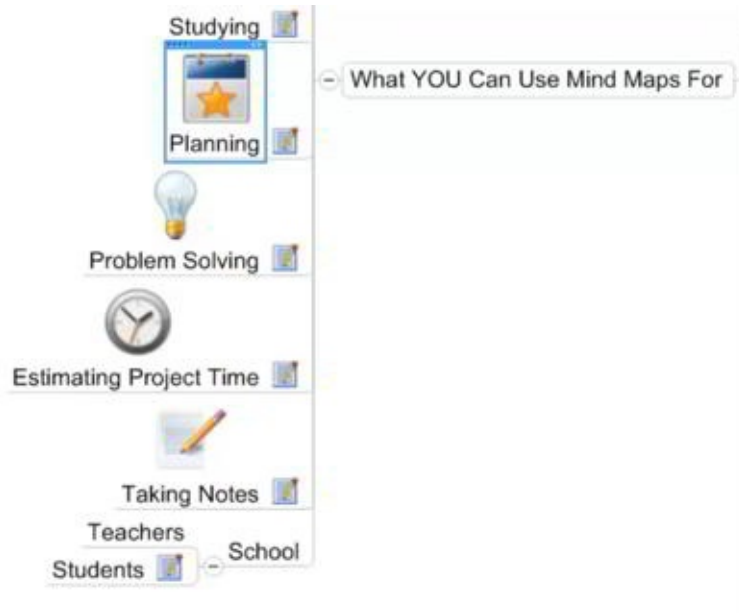 Studying
What YOU Can Use Mind Maps For
Planning
Problem Solving
Estimating Project Time
Taking Notes
Teachers
School
Students